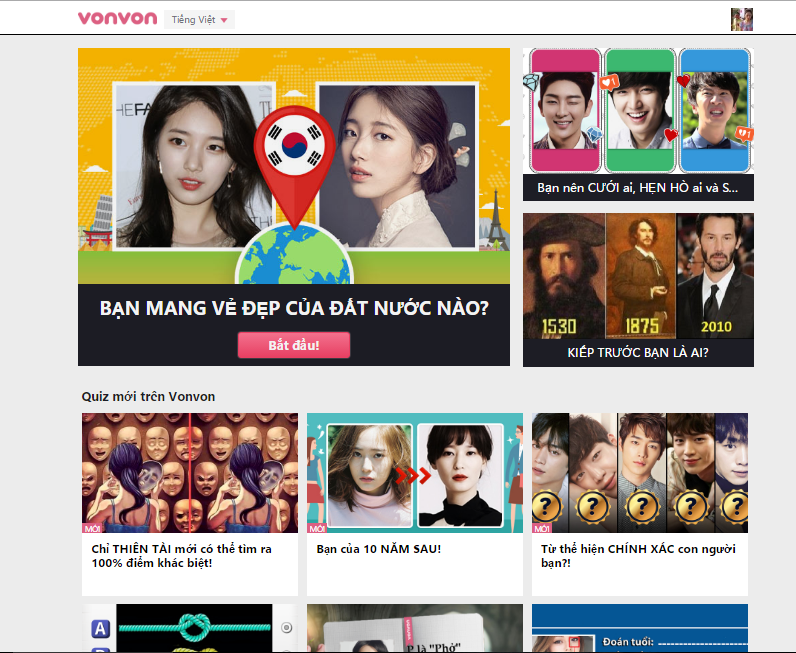 vonvon
Tiếng Việt
THEFA
BẠN MANG VẺ ĐẸP CỦA ĐẤT NƯỚC NÀO?
Bắt đầu!
Bạn nên CƯỚI ai, HẸN HÒ ai và S...
1530 1875 2010
KIẾP TRƯỚC BẠN LÀ AI?
Quiz mới trên Vonvon
MỚI
Chỉ THIÊN TÀI mới có thể tìm ra
100% điểm khác biệt!
MỚI
Bạn của 10 NĂM SAU!
? ? ? ? ?
MỚI
Từ thể hiện CHÍNH XÁC con người
bạn?!
A
P là "Phở"
Đoán tuổi: